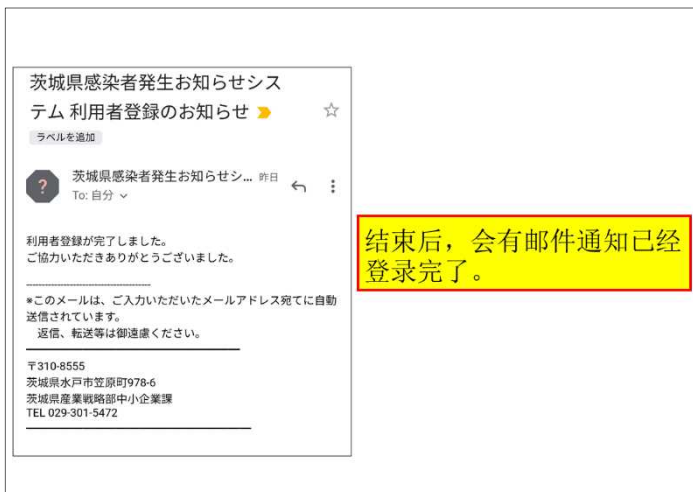 茨城県感染者発生お知らせシス
テム 利用者登録のお知らせ
ラベルを追加
?
茨城県感染者発生お知らせシ... 昨日
To: 自分
利用者登録が完了しました。
ご協力いただきありがとうございました。
*このメールは、ご入力いただいたメールアドレス宛てに自動
送信されています。
返信、転送等は御遠慮ください。
〒310-8555
茨城県水戸市笠原町978-6
茨城県産業戦略部中小企業課
TEL 029-301-5472
结束后，会有邮件通知已经
登录完了。